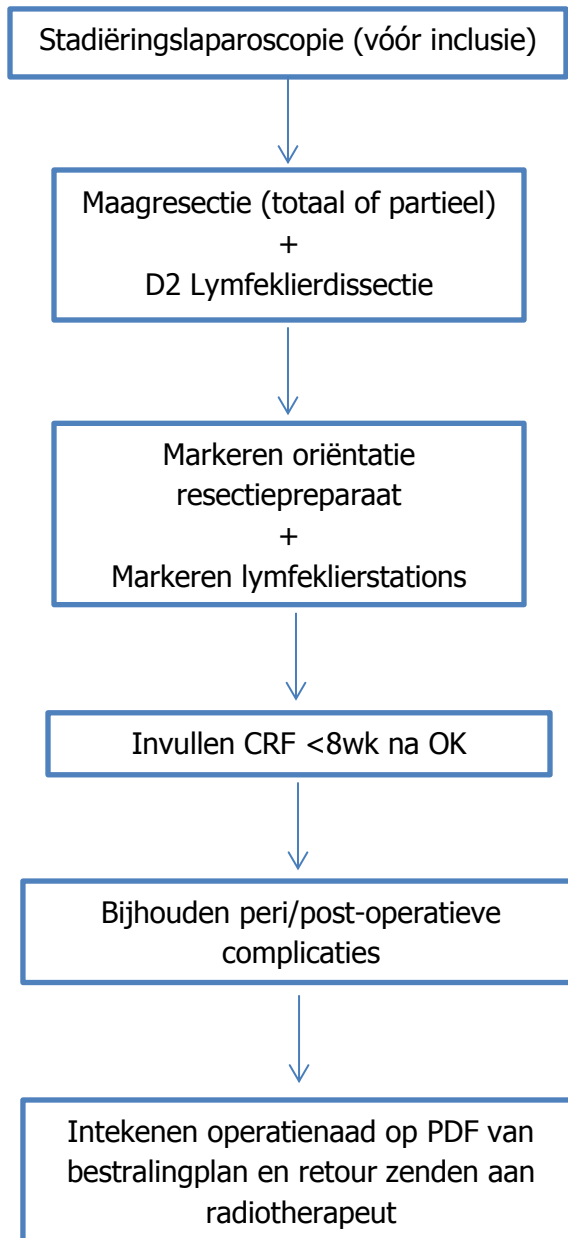 Stadiëringslaparoscopie (vóór inclusie)
Maagresectie (totaal of partieel)
+
D2 Lymfeklierdissectie
Markeren oriëntatie
resectiepreparaat
+
Markeren lymfeklierstations
Invullen CRF <8wk na OK
Bijhouden peri/post-operatieve
complicaties
Intekenen operatienaad op PDF van
bestralingplan en retour zenden aan
radiotherapeut